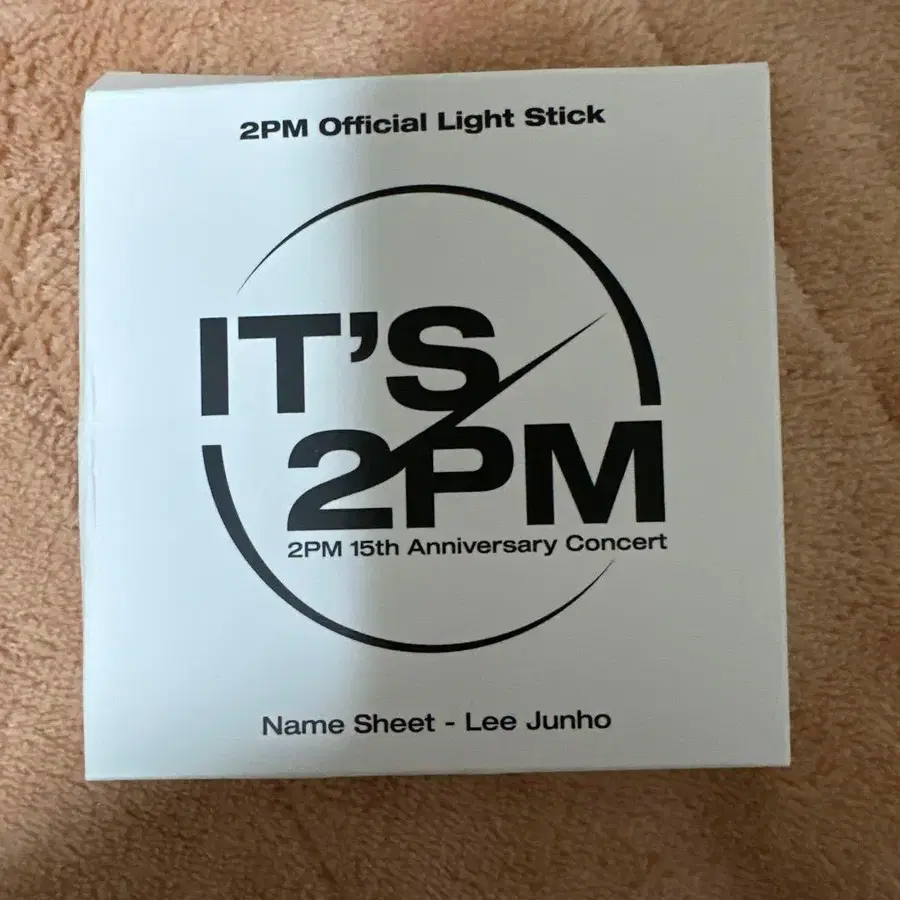 2PM Official Light Stick
IT'S
2PM
2PM 15th Anniversary Concert
Name Sheet - Lee Junho